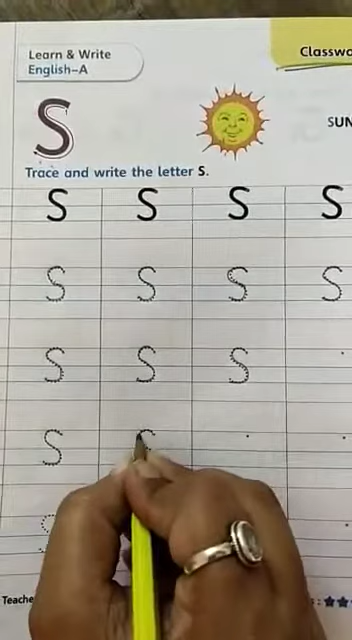 Learn & Write
English–A
Classwo
S
SUN
Trace and write the letter S.
S S S S
S S S S
S S S
S S
S
Teache